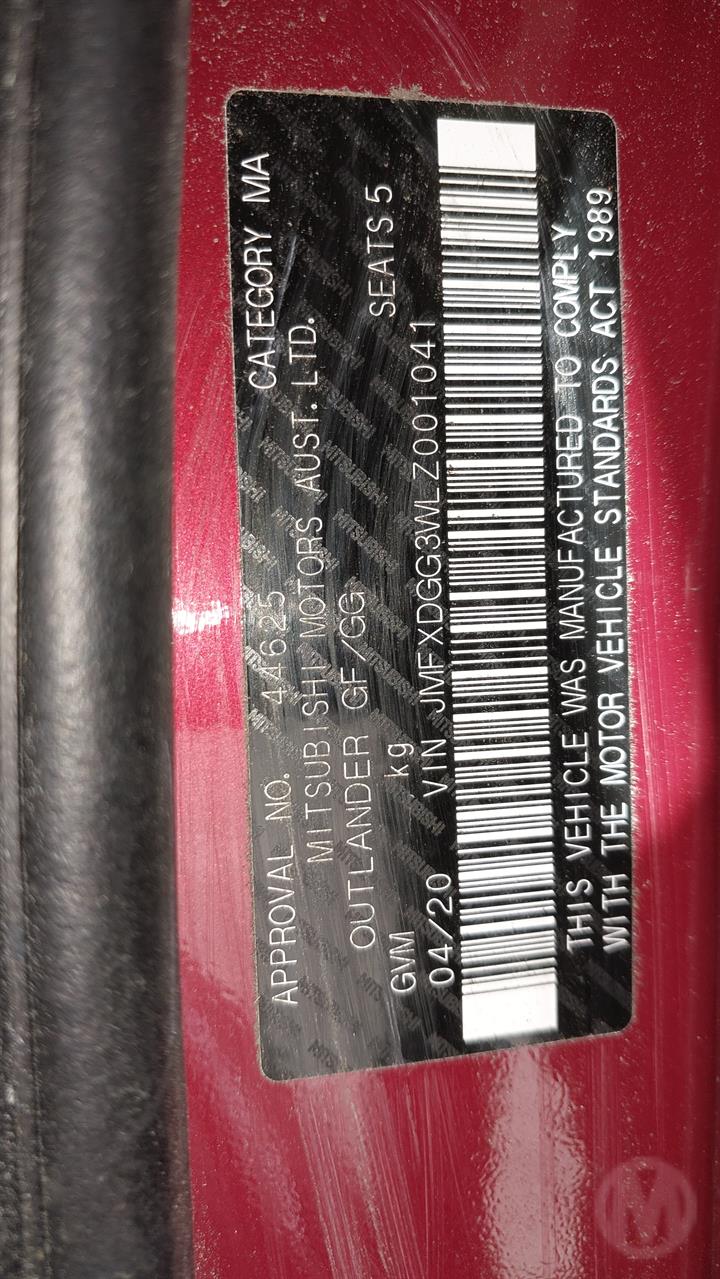 APPROVAL NO. 44625 CATEGORY MA
MITSUBISHI MOTORS AUST. LTD.
OUTLANDER GF/GG
GVM kg SEATS 5
04/20 VIN JMFXDGG3WLZ001041
THIS VEHICLE WAS MANUFACTURED TO COMPLY
WITH THE MOTOR VEHICLE STANDARDS ACT 1989
M